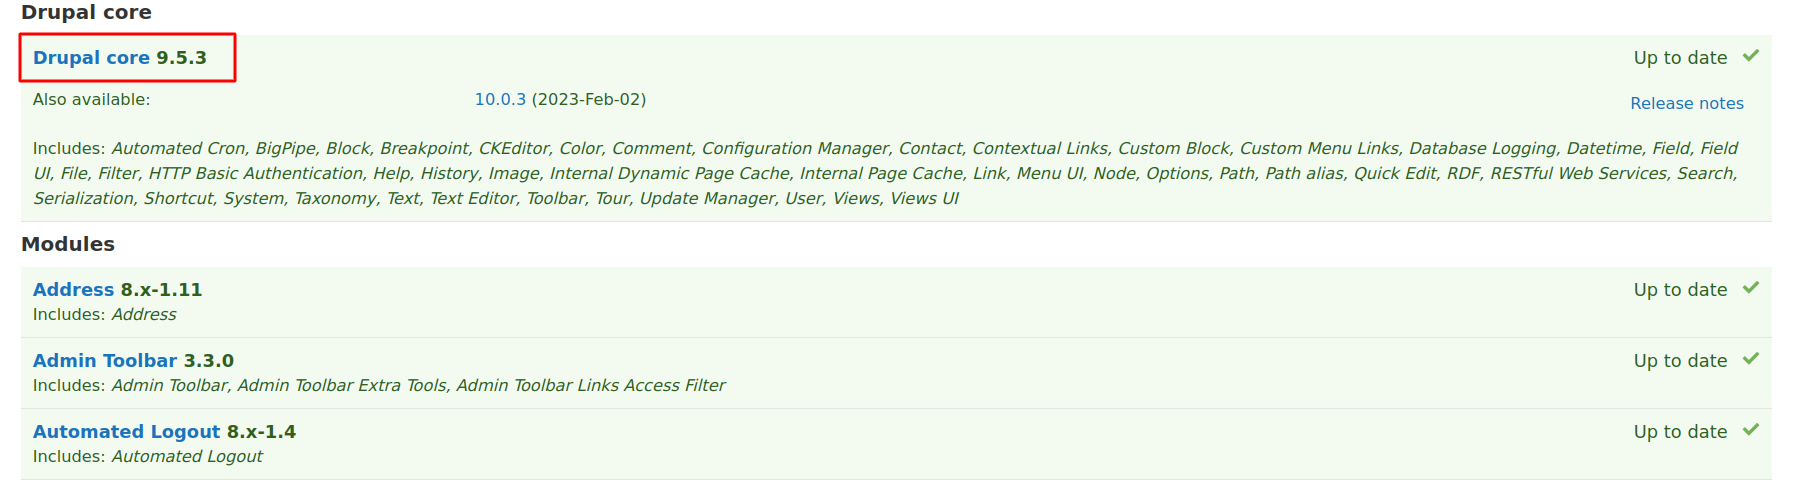 Drupal core
Drupal core 9.5.3
Up to date
Also available:
10.0.3 (2023-Feb-02)
Release notes
Includes: Automated Cron, BigPipe, Block, Breakpoint, CKEditor, Color, Comment, Configuration Manager, Contact, Contextual Links, Custom Block, Custom Menu Links, Database Logging, Datetime, Field, Field
UI, File, Filter, HTTP Basic Authentication, Help, History, Image, Internal Dynamic Page Cache, Internal Page Cache, Link, Menu UI, Node, Options, Path, Path alias, Quick Edit, RDF, RESTful Web Services, Search,
Serialization, Shortcut, System, Taxonomy, Text, Text Editor, Toolbar, Tour, Update Manager, User, Views, Views UI
Modules
Address 8.x-1.11
Up to date
Includes: Address
Admin Toolbar 3.3.0
Up to date
Includes: Admin Toolbar, Admin Toolbar Extra Tools, Admin Toolbar Links Access Filter
Automated Logout 8.x-1.4
Up to date
Includes: Automated Logout